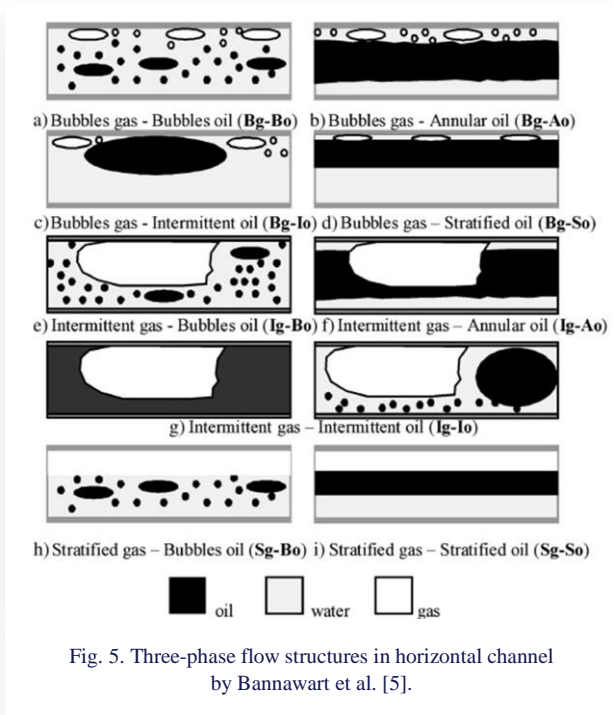 a) Bubbles gas - Bubbles oil (Bg-Bo) b) Bubbles gas - Annular oil (Bg-Ao)
c) Bubbles gas - Intermittent oil (Bg-Io) d) Bubbles gas – Stratified oil (Bg-So)
e) Intermittent gas - Bubbles oil (Ig-Bo) f) Intermittent gas – Annular oil (Ig-Ao)
g) Intermittent gas – Intermittent oil (Ig-Io)
h) Stratified gas – Bubbles oil (Sg-Bo) i) Stratified gas – Stratified oil (Sg-So)
oil water gas
Fig. 5. Three-phase flow structures in horizontal channel
by Bannawart et al. [5].